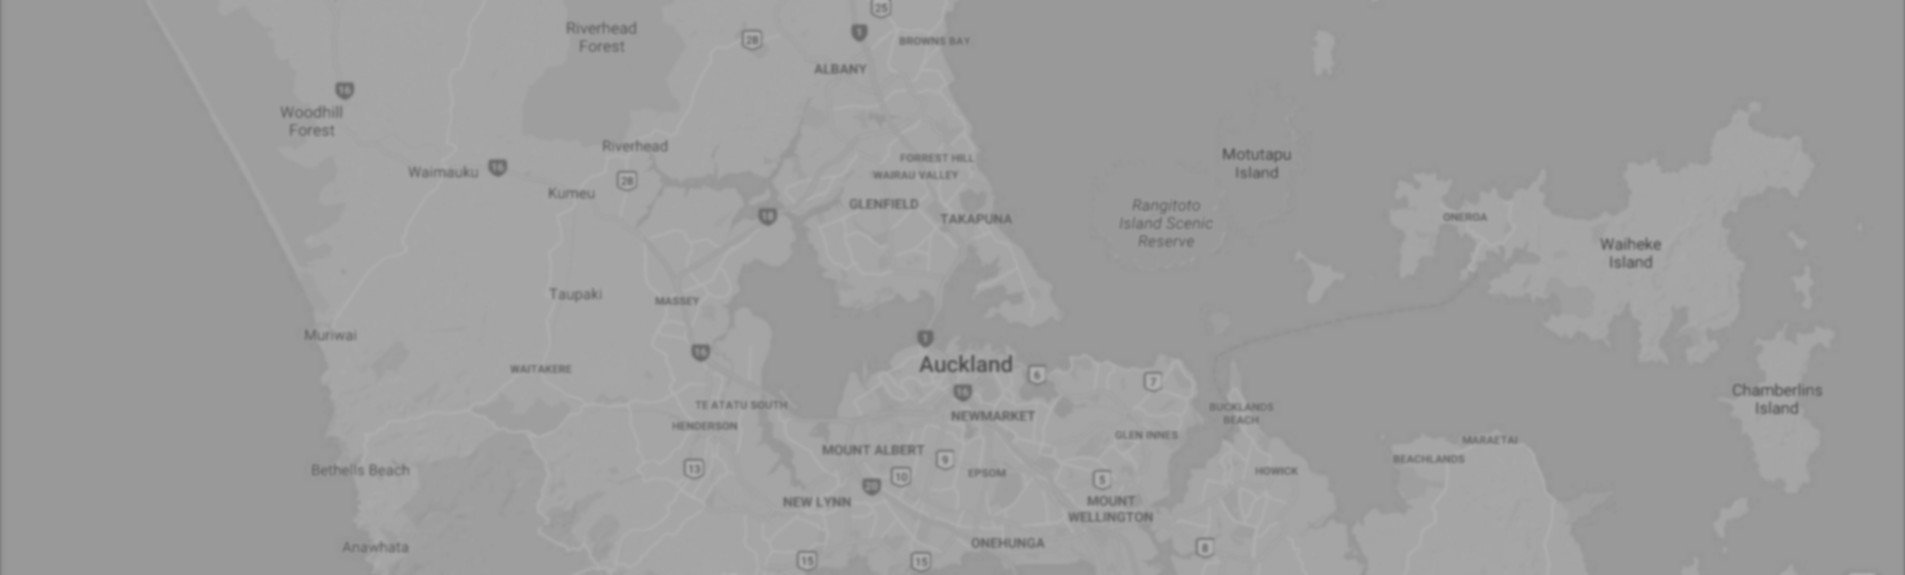 25
Riverhead
Forest
28
1
BROWNS BAY
ALBANY
16
Woodhill
Forest
Riverhead
Motutapu
Island
FORREST HILL
Waimauku
16
WAIRAU VALLEY
28
Kumeu
GLENFIELD
Rangitoto
Island Scenic
Reserve
18
TAKAPUNA
ONEROA
Waiheke
Island
Taupaki
MASSEY
Muriwai
1
16
Auckland
WAITAKERE
6
7
16
Chamberlins
Island
TE ATATU SOUTH
NEWMARKET
BUCKLANDS
BEACH
HENDERSON
GLEN INNES
MARAETAI
MOUNT ALBERT
9
BEACHLANDS
Bethells Beach
13
10
EPSOM
HOWICK
5
20
NEW LYNN
MOUNT
WELLINGTON
Anawhata
ONEHUNGA
8
15
15